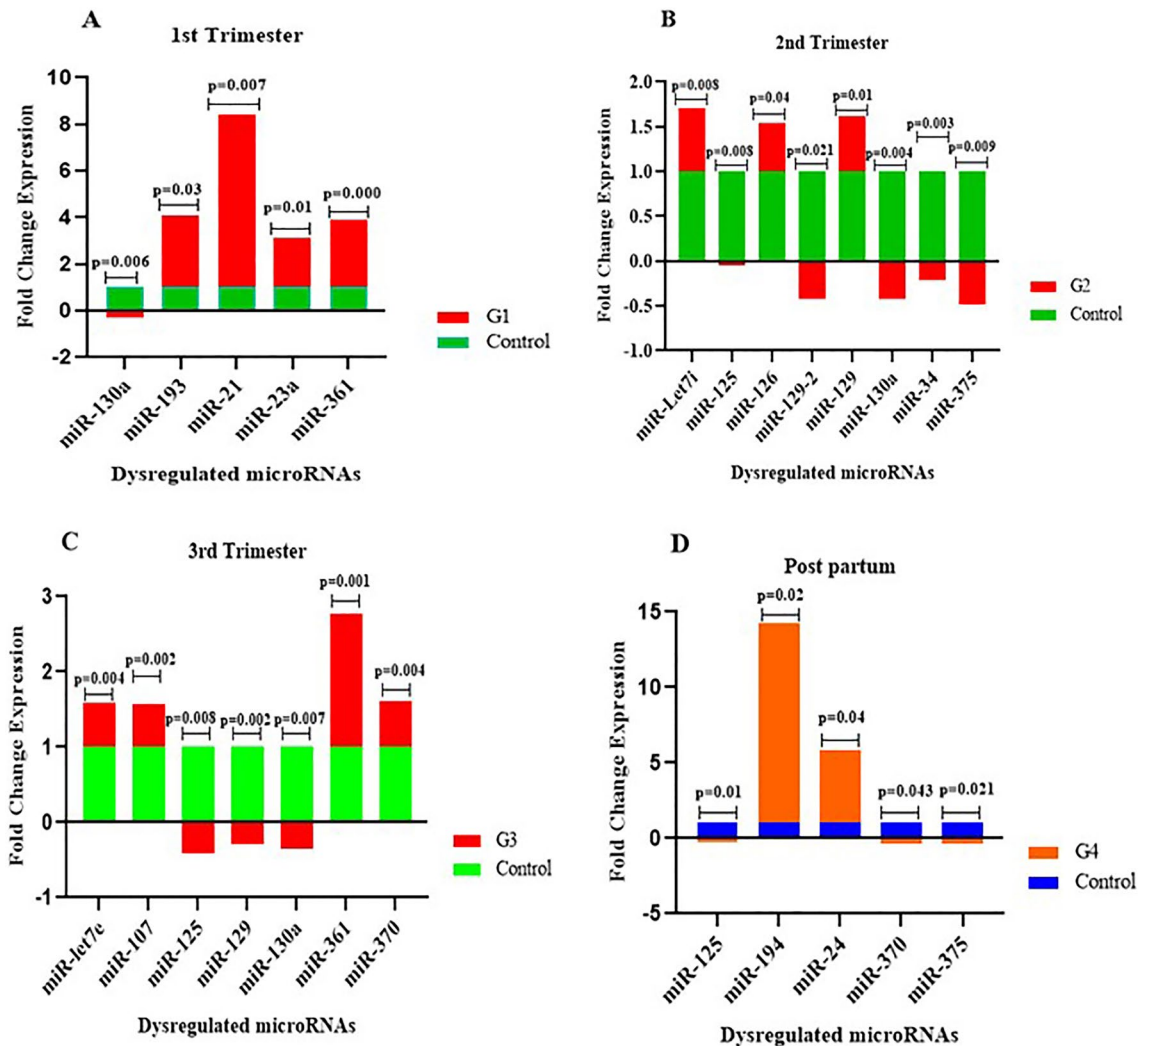 A
1st Trimester
Fold Change Expression
10
8
6
4
2
0
-2
p=0.006
p=0.03
p=0.007
p=0.01
p=0.000
miR-130a
miR-193
miR-21
miR-23a
miR-361
Dysregulated microRNAs
G1
Control
B
2nd Trimester
Fold Change Expression
2.0
1.5
1.0
0.5
0.0
-0.5
-1.0
p=0.008
p=0.008
p=0.04
p=0.021
p=0.01
p=0.004
p=0.003
p=0.009
miR-Let7i
miR-125
miR-126
miR-129-2
miR-129
miR-130a
miR-34
miR-375
Dysregulated microRNAs
G2
Control
C
3rd Trimester
Fold Change Expression
3
2
1
0
-1
p=0.004
p=0.002
p=0.008
p=0.002
p=0.007
p=0.001
p=0.004
miR-let7e
miR-107
miR-125
miR-129
miR-130a
miR-361
miR-370
Dysregulated microRNAs
G3
Control
D
Post partum
Fold Change Expression
15
10
5
0
-5
p=0.01
p=0.02
p=0.04
p=0.043
p=0.021
miR-125
miR-194
miR-24
miR-370
miR-375
Dysregulated microRNAs
G4
Control